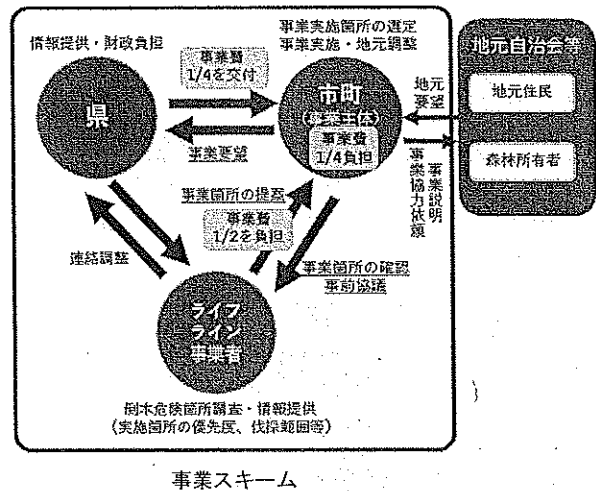 情報提供・財政負担
事業費
1/4を交付
事業実施箇所の選定
事業実施・地元調整
地元自治会等
県
市町
(事業主体)
事業費
1/4負担
地元
要望
地元住民
事業要望
森林所有者
事業説明
事業協力依頼
事業箇所の提案
事業費
1/2を負担
連絡調整
事業箇所の確認
事前協議
ライフ
ライン
事業者
倒木危険箇所調査・情報提供
(実施箇所の優先度、伐採範囲等)
事業スキーム